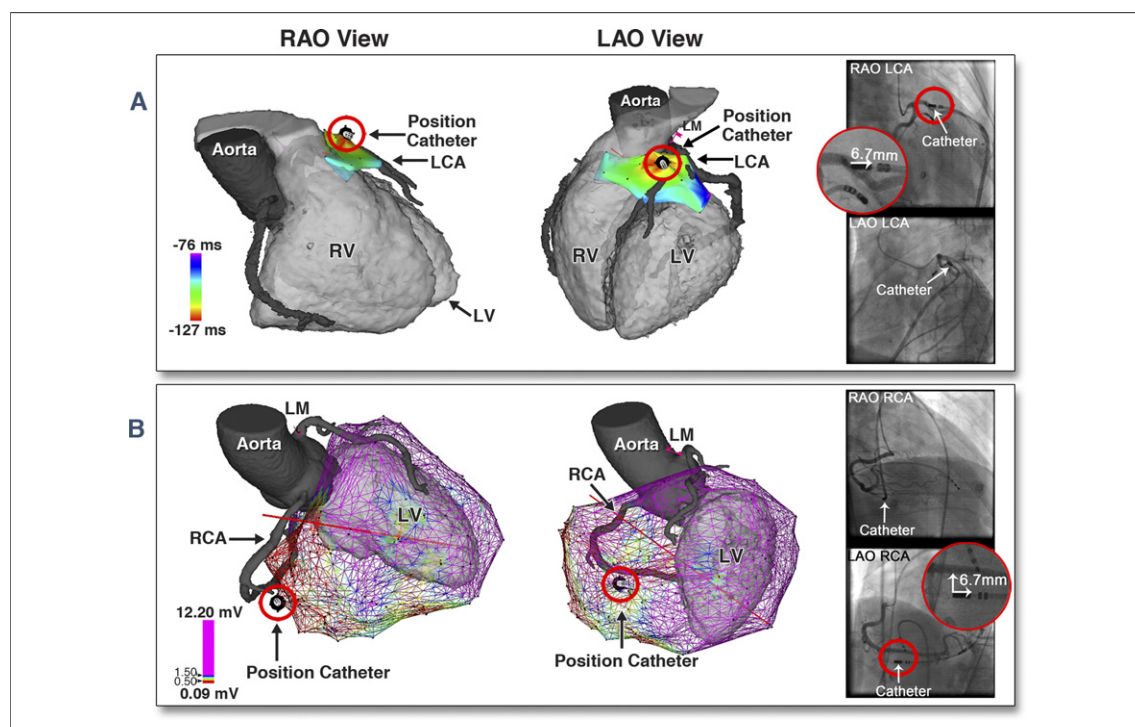 RAO View
LAO View
A
Aorta
Position
Catheter
LCA
RV
LV
-76 ms
-127 ms
Aorta
LM
Position
Catheter
LCA
RV
LV
RAO LCA
Catheter
6.7mm
LAO LCA
Catheter
B
LM
Aorta
LV
RCA
12.20 mV
1.50
0.50
0.09 mV
Position Catheter
LM
Aorta
RCA
LV
Position Catheter
RAO RCA
Catheter
LAO RCA
6.7mm
Catheter